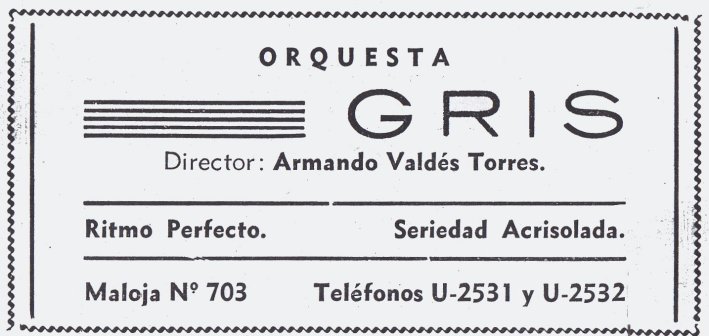 ORQUESTA
GRIS
Director: Armando Valdés Torres.
Ritmo Perfecto. Seriedad Acrisolada.
Maloja Nº 703 Teléfonos U-2531 y U-2532